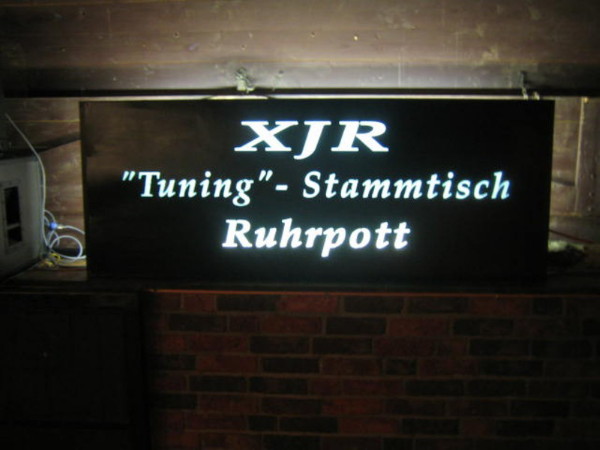 XJR
"Tuning"- Stammtisch
Ruhrpott